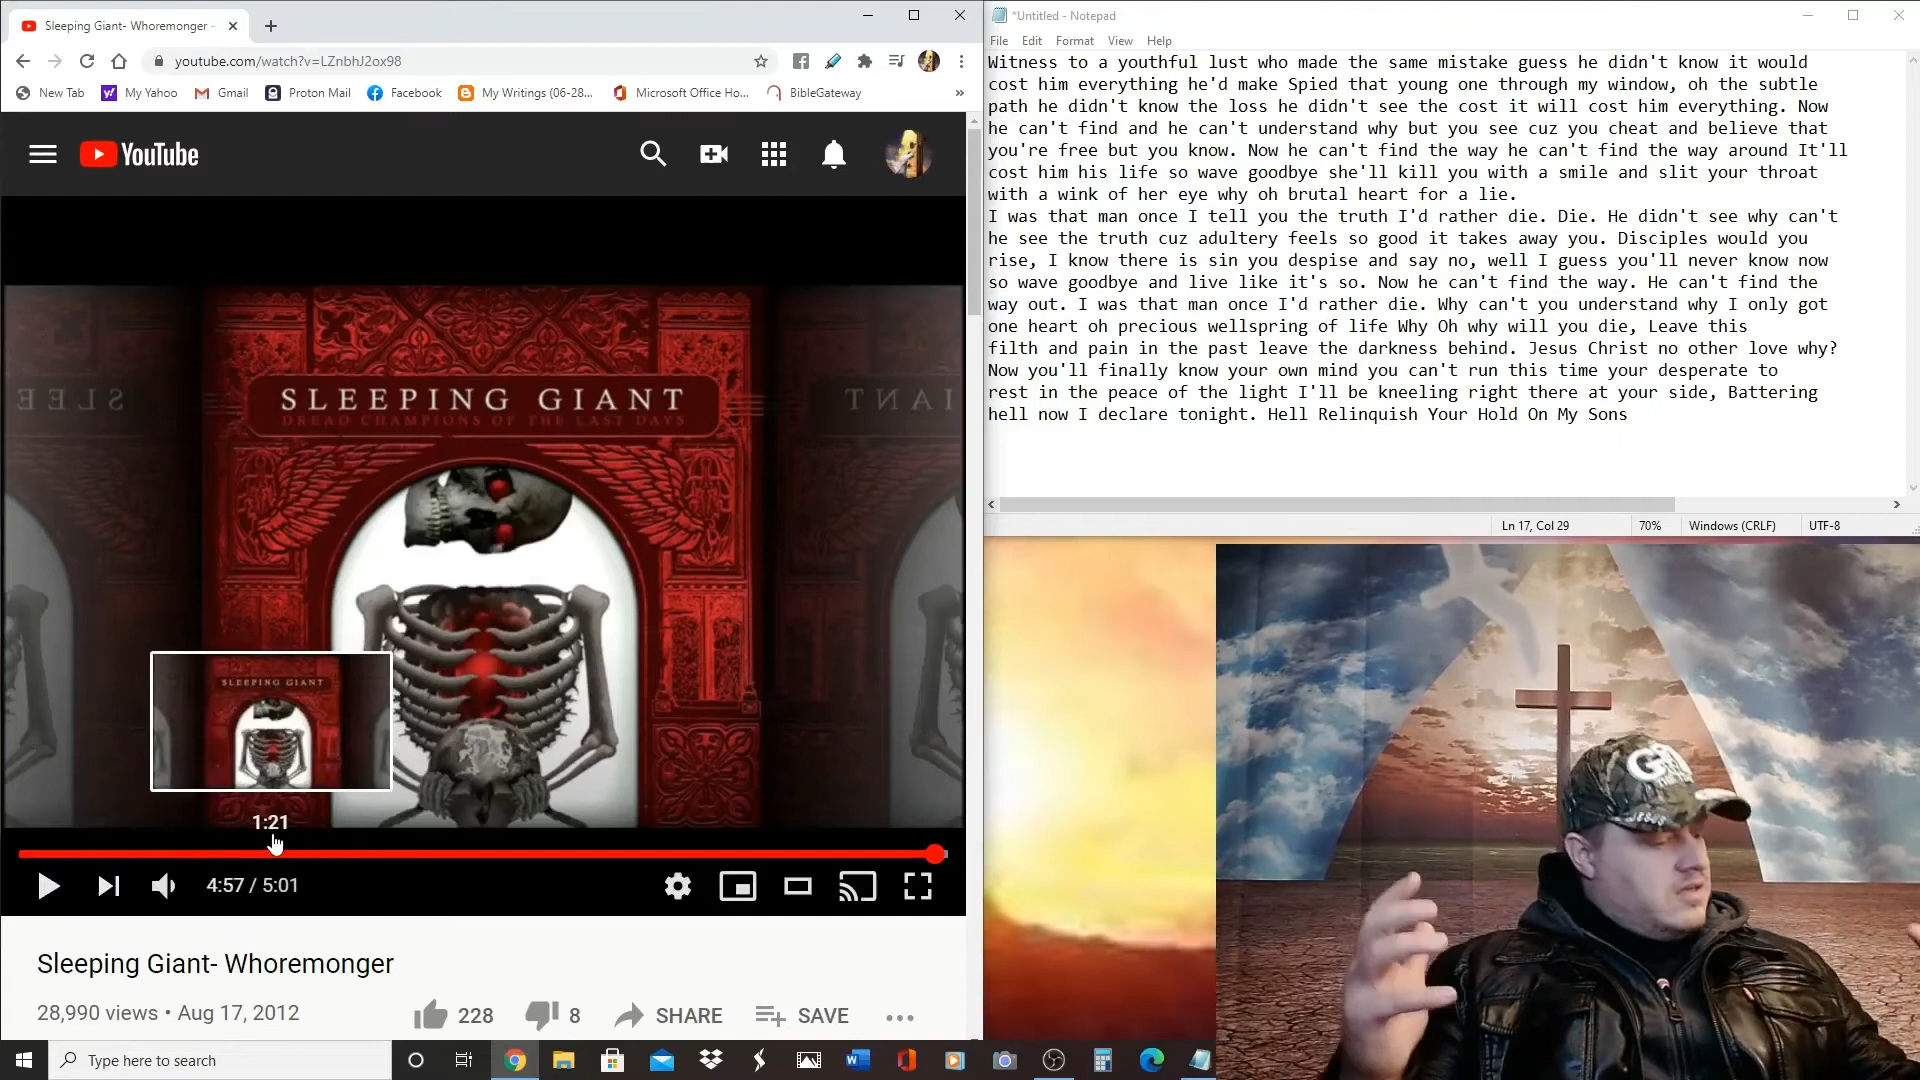 Sleeping Giant- Whoremonger -
youtube.com/watch?v=LZnbhJ2ox98
New Tab
My Yahoo
Gmail
Proton Mail
Facebook
My Writings (06-28...
Microsoft Office Ho...
BibleGateway
»
YouTube
SLEEPING GIANT
DREAD CHAMPIONS OF THE LAST DAYS
SLEEPING GIANT
1:21
4:57 / 5:01
Sleeping Giant- Whoremonger
28,990 views • Aug 17, 2012
228
8
SHARE
SAVE
*Untitled - Notepad
File Edit Format View Help
Witness to a youthful lust who made the same mistake guess he didn't know it would
cost him everything he'd make Spied that young one through my window, oh the subtle
path he didn't know the loss he didn't see the cost it will cost him everything. Now
he can't find and he can't understand why but you see cuz you cheat and believe that
you're free but you know. Now he can't find the way he can't find the way around It'll
cost him his life so wave goodbye she'll kill you with a smile and slit your throat
with a wink of her eye why oh brutal heart for a lie.
I was that man once I tell you the truth I'd rather die. Die. He didn't see why can't
he see the truth cuz adultery feels so good it takes away you. Disciples would you
rise, I know there is sin you despise and say no, well I guess you'll never know now
so wave goodbye and live like it's so. Now he can't find the way. He can't find the
way out. I was that man once I'd rather die. Why can't you understand why I only got
one heart oh precious wellspring of life Why Oh why will you die, Leave this
filth and pain in the past leave the darkness behind. Jesus Christ no other love why?
Now you'll finally know your own mind you can't run this time your desperate to
rest in the peace of the light I'll be kneeling right there at your side, Battering
hell now I declare tonight. Hell Relinquish Your Hold On My Sons
Ln 17, Col 29
70%
Windows (CRLF)
UTF-8
G
Type here to search